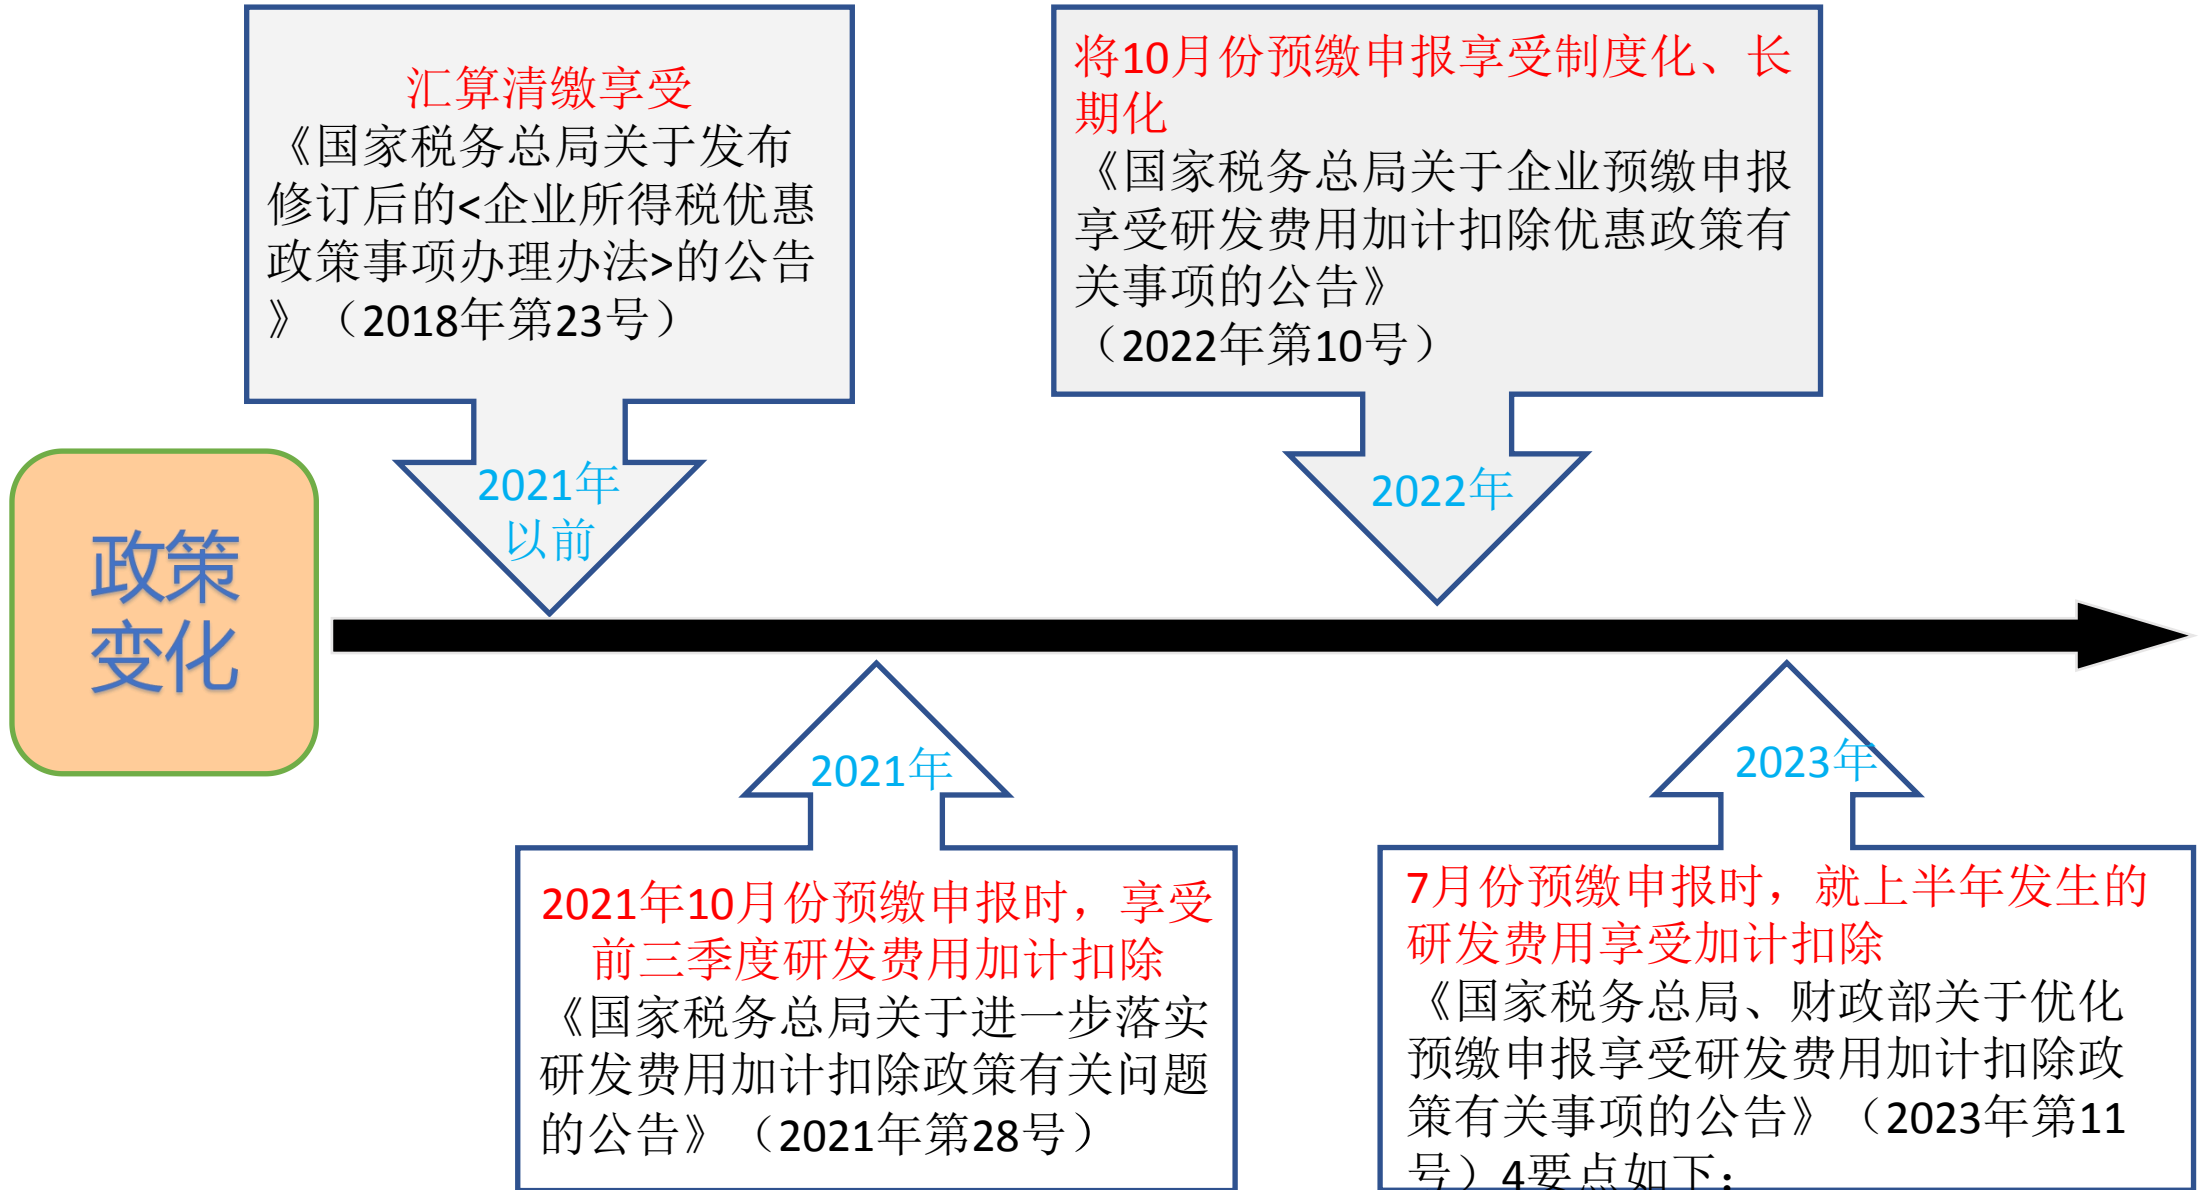 汇算清缴享受
《国家税务总局关于发布
修订后的<企业所得税优惠
政策事项办理办法>的公告
》（2018年第23号）
2021年
以前
将10月份预缴申报享受制度化、长
期化
《国家税务总局关于企业预缴申报
享受研发费用加计扣除优惠政策有
关事项的公告》
（2022年第10号）
2022年
政策
变化
2021年
2021年10月份预缴申报时，享受
前三季度研发费用加计扣除
《国家税务总局关于进一步落实
研发费用加计扣除政策有关问题
的公告》（2021年第28号）
2023年
7月份预缴申报时，就上半年发生的
研发费用享受加计扣除
《国家税务总局、财政部关于优化
预缴申报享受研发费用加计扣除政
策有关事项的公告》（2023年第11
号）4要点如下：